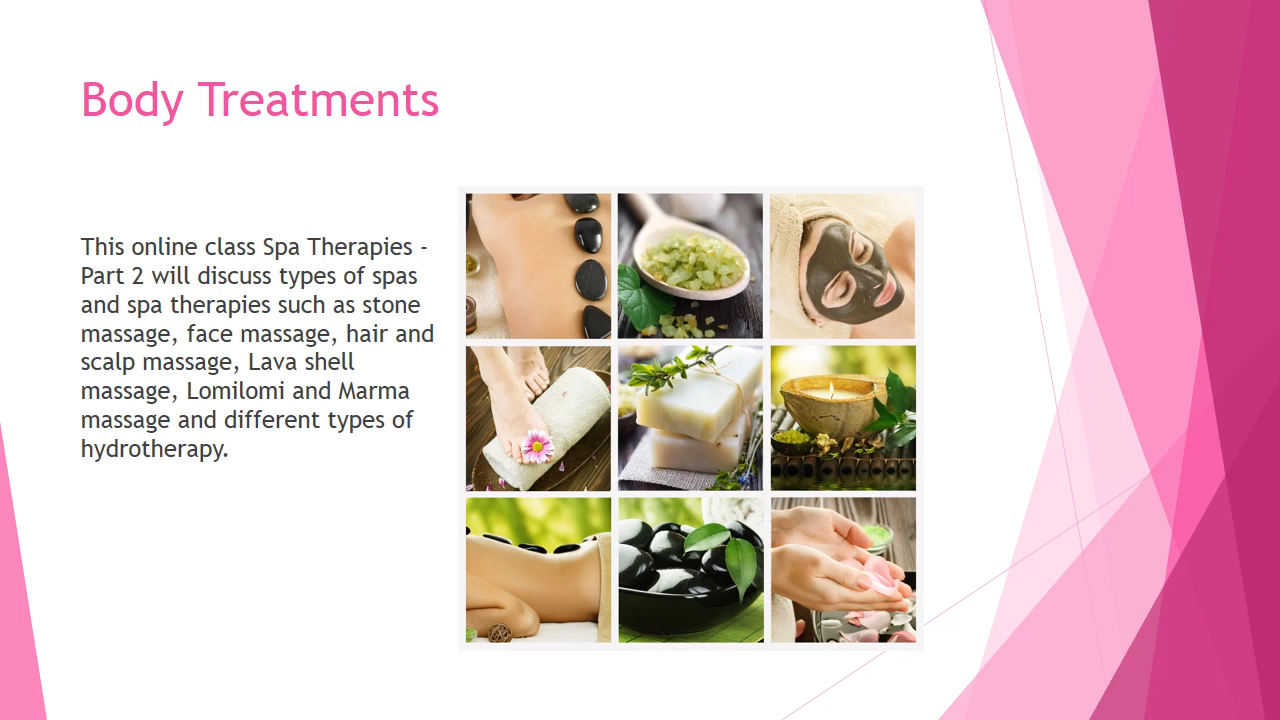 Body Treatments
This online class Spa Therapies -
Part 2 will discuss types of spas
and spa therapies such as stone
massage, face massage, hair and
scalp massage, Lava shell
massage, Lomilomi and Marma
massage and different types of
hydrotherapy.